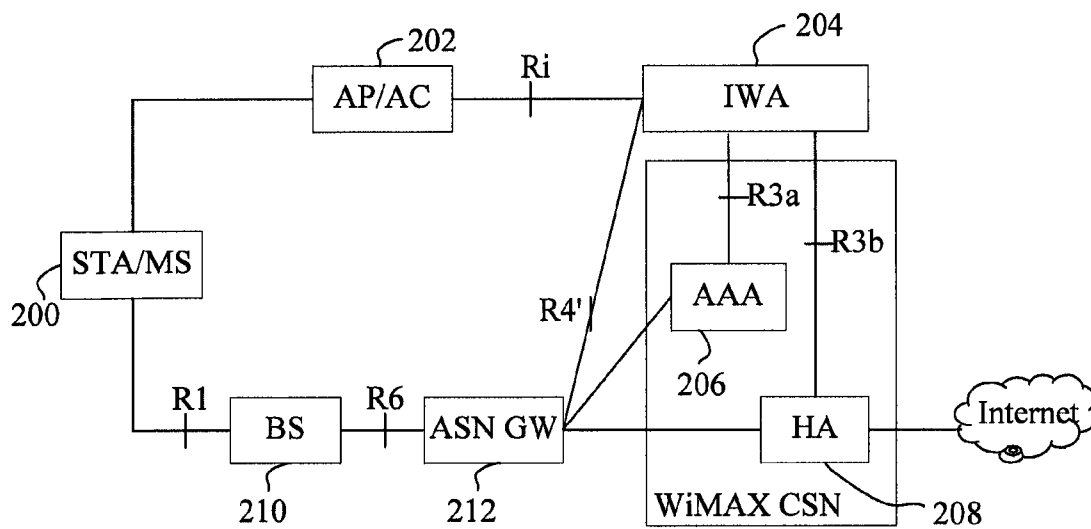 202
204
Ri
AP/AC
IWA
R3a
R3b
STA/MS
200
R4'
AAA
206
R1
R6
BS
ASN GW
HA
Internet
210
212
208
WiMAX CSN